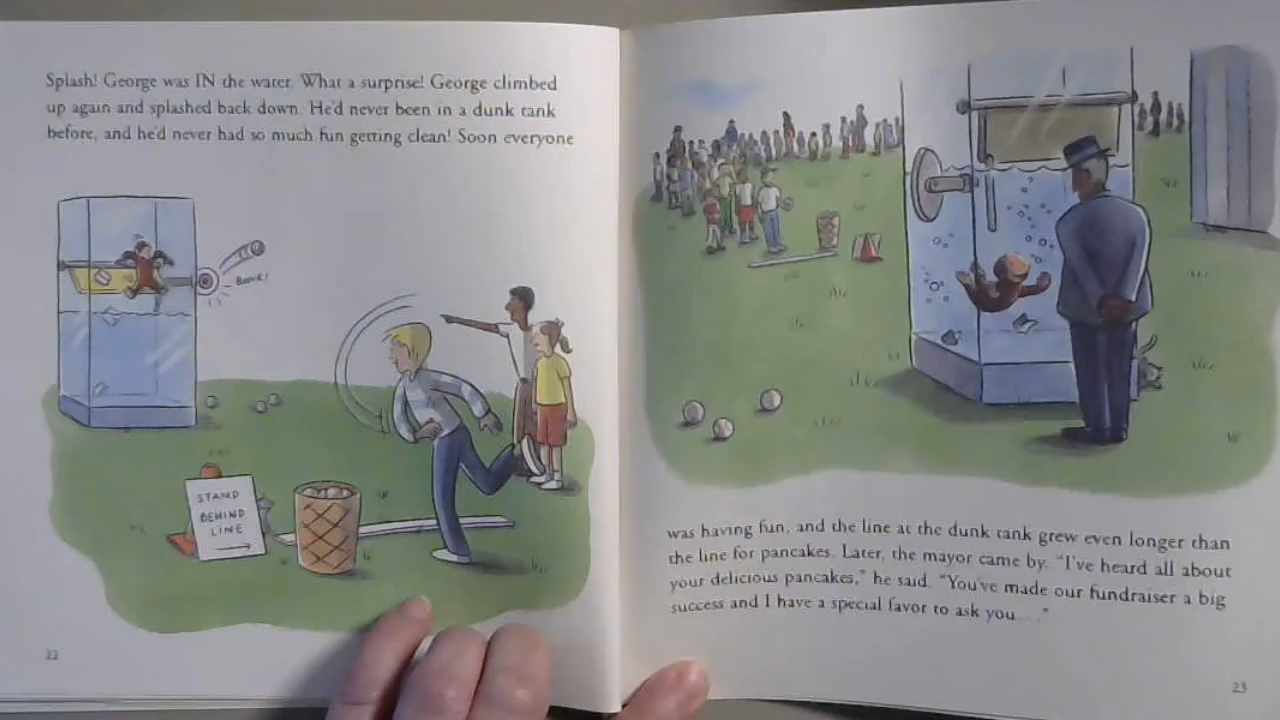 Splash! George was IN the water. What a surprise! George climbed
up again and splashed back down. He'd never been in a dunk tank
before, and he'd never had so much fun getting clean! Soon everyone
BONK!
STAND
BEHIND
LINE
22
was having fun, and the line at the dunk tank grew even longer than
the line for pancakes. Later, the mayor came by. "I've heard all about
your delicious pancakes," he said. "You've made our fundraiser a big
success and I have a special favor to ask you. . . ."
23